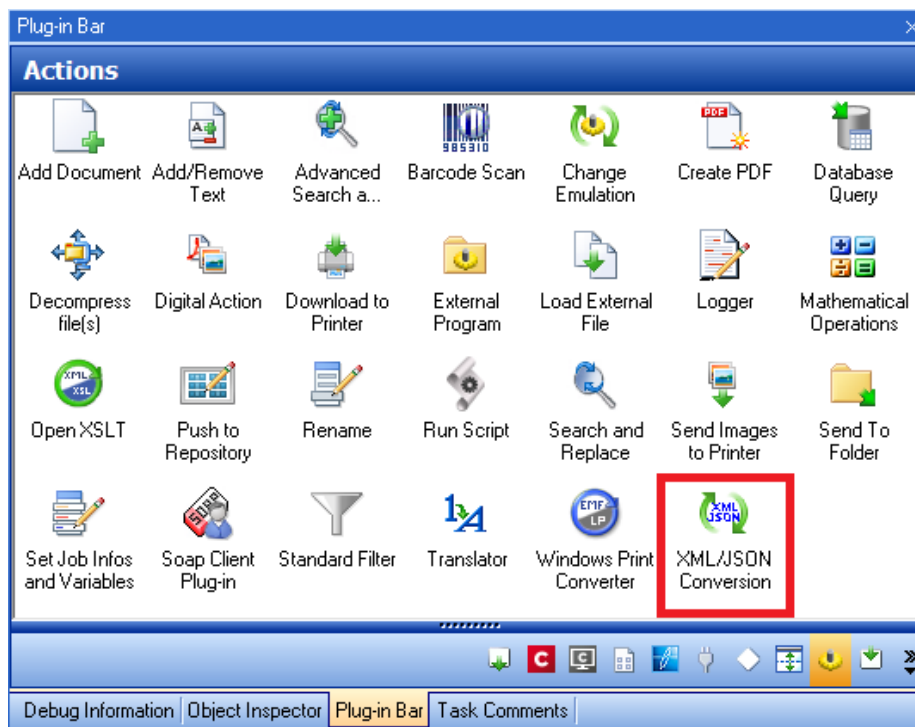 Plug-in Bar
Actions
985310
PDF
Add Document Add/Remove Advanced Barcode Scan Change Create PDF Database
Text Search a... Emulation Query
Decompress Digital Action Download to External Load External Logger Mathematical
file(s) Printer Program File Operations
XML
XSL
Open XSLT Push to Rename Run Script Search and Send Images Send To
Repository Replace to Printer Folder
SOAP
1 A
EMF
LP
XML
JSON
Set Job Infos Soap Client Standard Filter Translator Windows Print XML/JSON
and Variables Plug-in Converter Conversion
C C
Debug Information Object Inspector Plug-in Bar Task Comments